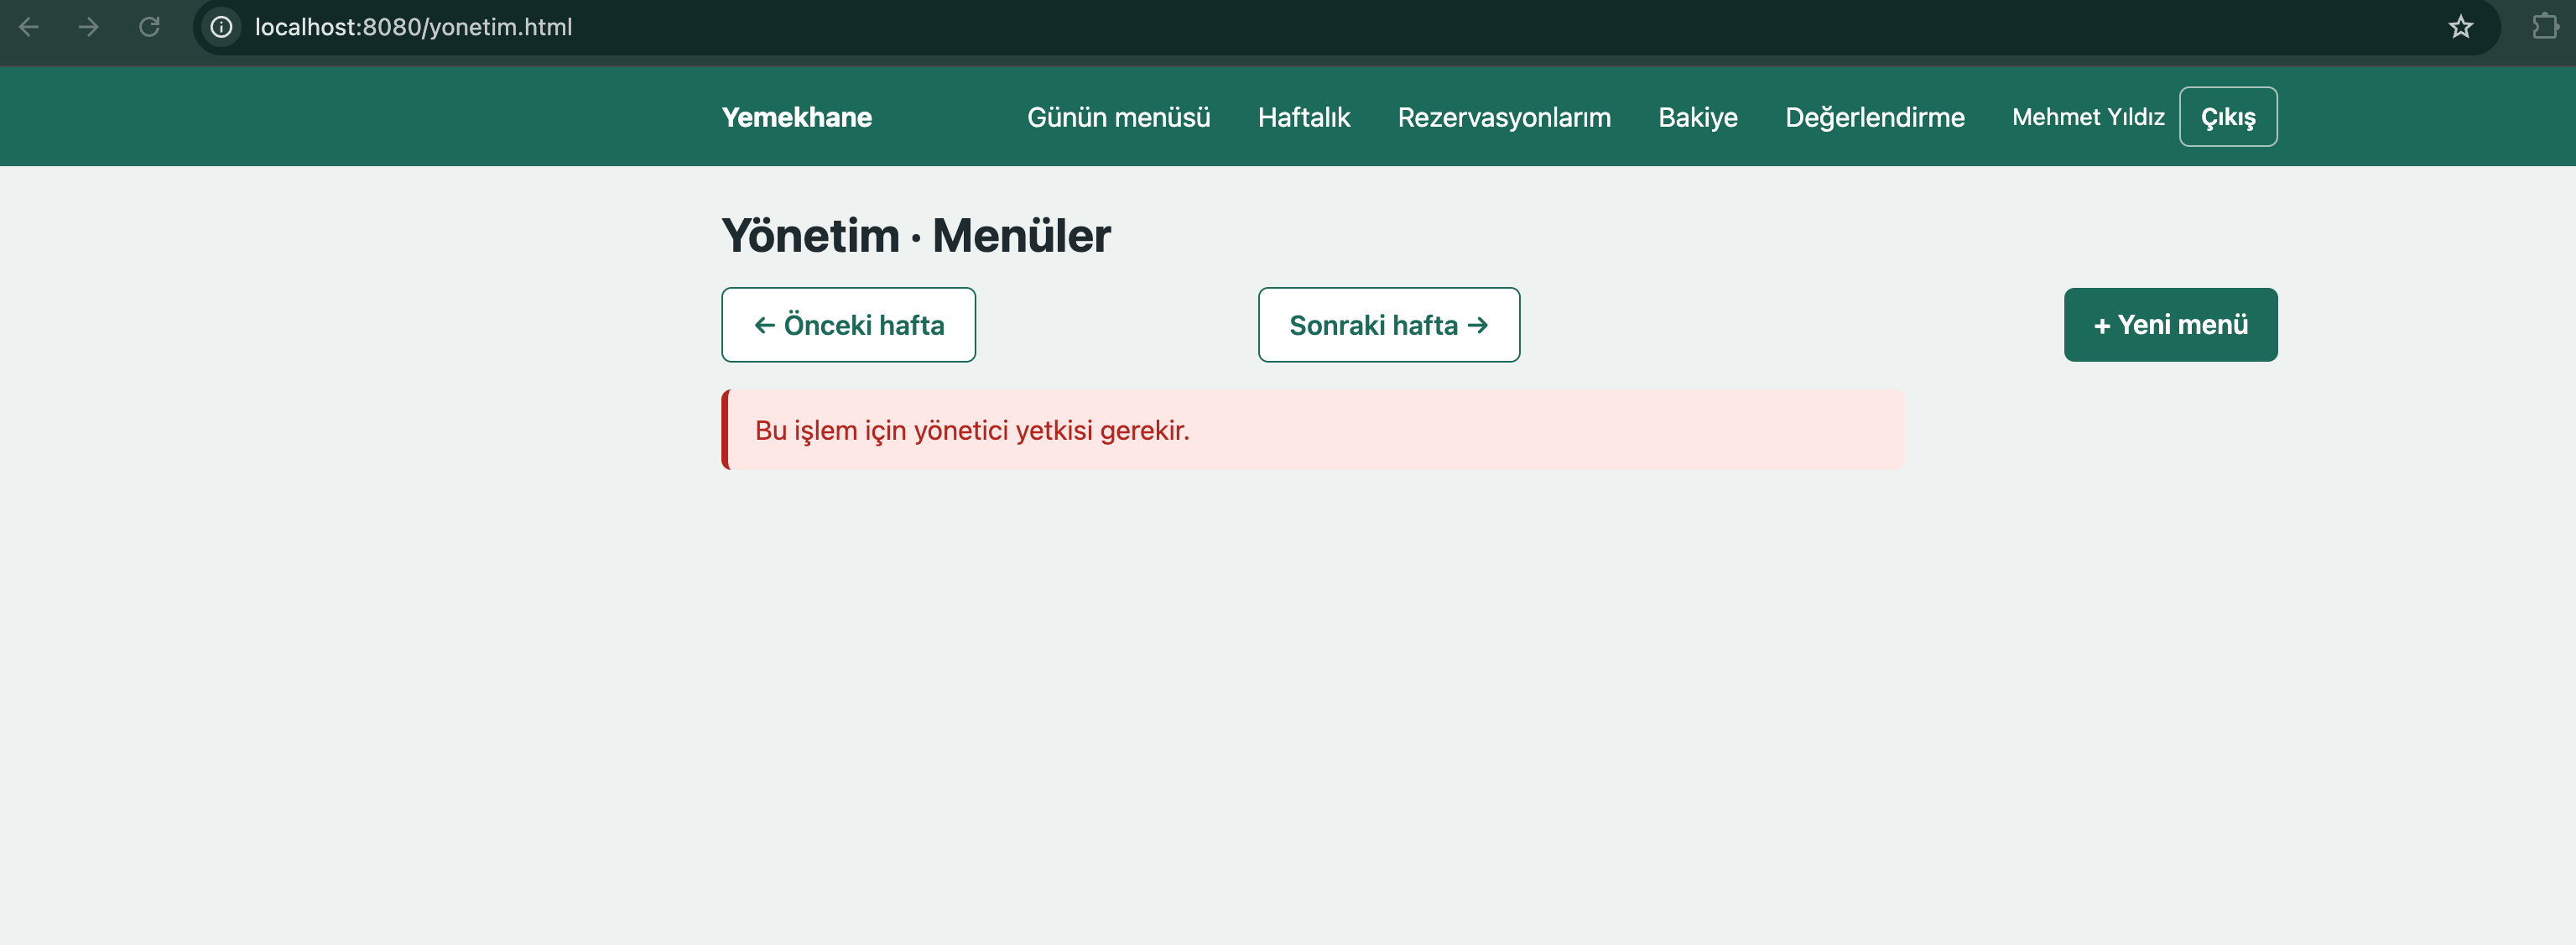 localhost:8080/yonetim.html
Yemekhane Günün menüsü Haftalık Rezervasyonlarım Bakiye Değerlendirme Mehmet Yıldız Çıkış
Yönetim · Menüler
← Önceki hafta Sonraki hafta → + Yeni menü
Bu işlem için yönetici yetkisi gerekir.